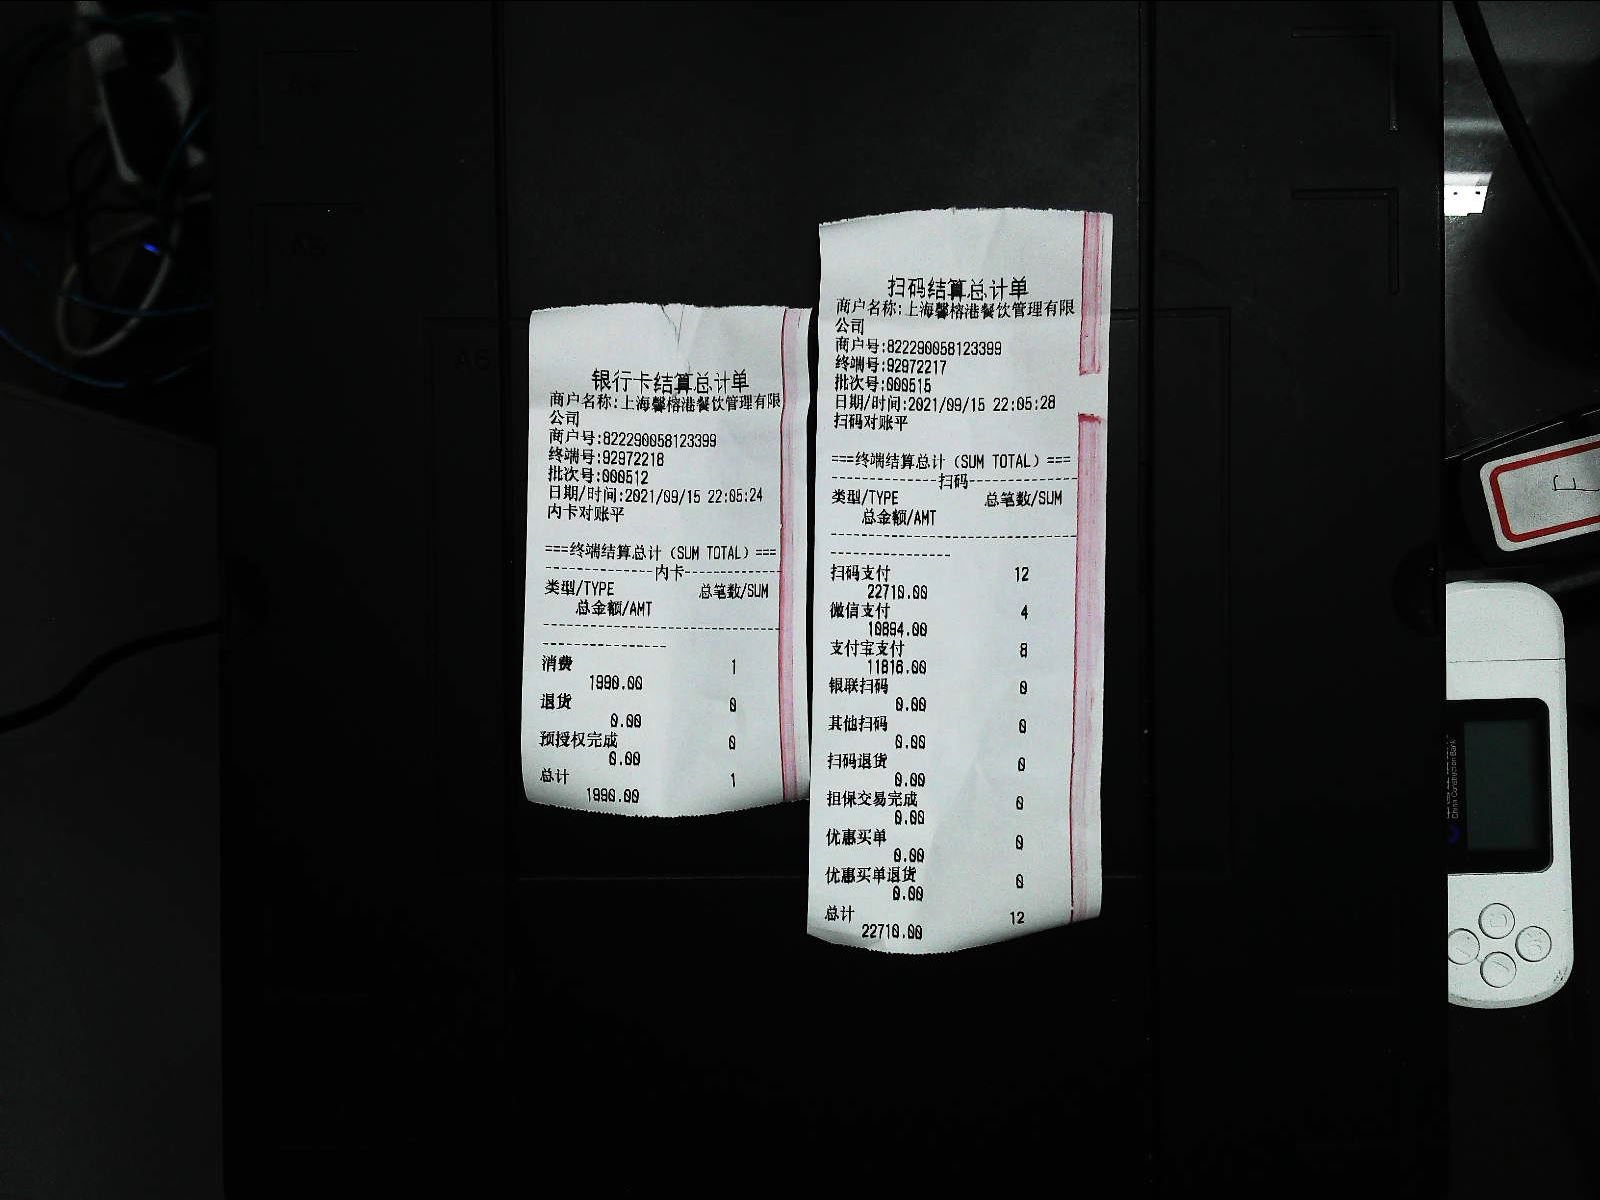 银行卡结算总计单
商户名称:上海馨榕港餐饮管理有限
公司
商户号:822290058123399
终端号:92972218
批次号:000512
日期/时间:2021/09/15 22:05:24
内卡对账平
===终端结算总计（SUM TOTAL）===
---------------内卡---------------
类型/TYPE 总笔数/SUM
总金额/AMT
消费 1
1990.00
退货 0
0.00
预授权完成 0
0.00
总计 1
1990.00
扫码结算总计单
商户名称:上海馨榕港餐饮管理有限
公司
商户号:822290058123399
终端号:92972217
批次号:000515
日期/时间:2021/09/15 22:05:28
扫码对账平
===终端结算总计（SUM TOTAL）===
---------------扫码---------------
类型/TYPE 总笔数/SUM
总金额/AMT
扫码支付 12
22710.00
微信支付 4
10894.00
支付宝支付 8
11816.00
银联扫码 0
0.00
其他扫码 0
0.00
扫码退货 0
0.00
担保交易完成 0
0.00
优惠买单 0
0.00
优惠买单退货 0
0.00
总计 12
22710.00
A6
A5
China Construction Bank